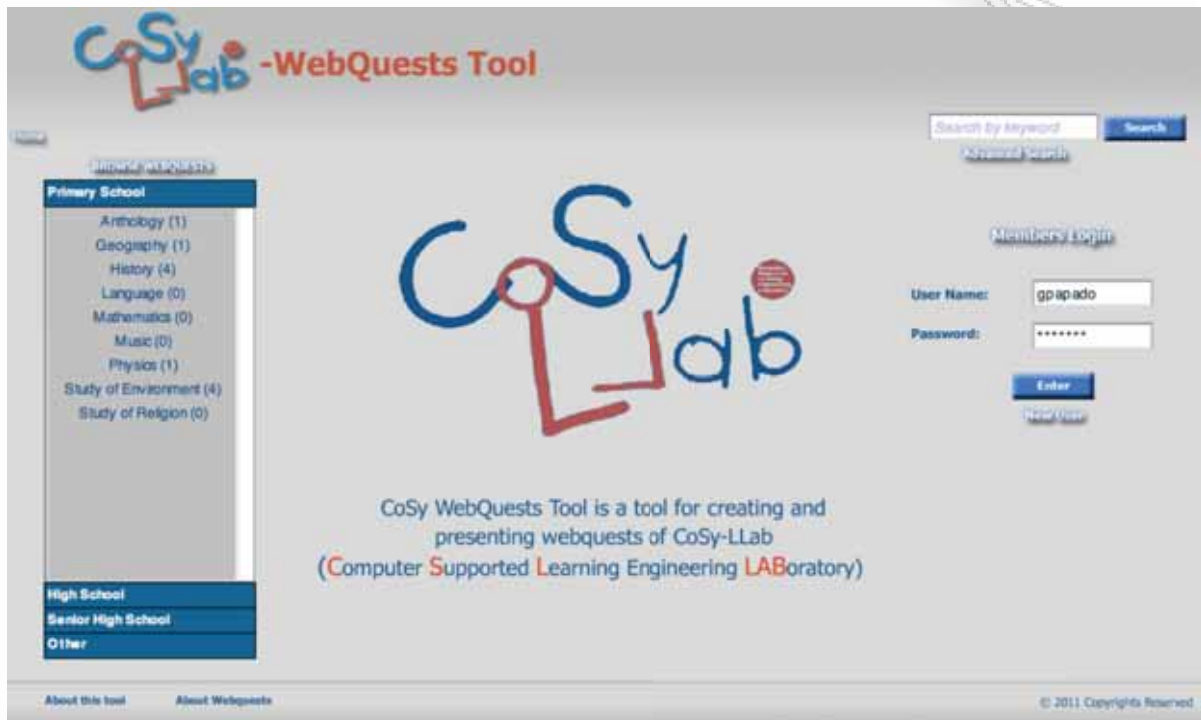 CoSy LLab -WebQuests Tool
Home
Search by keyword
Search
Advanced Search
BROWSE WEBQUESTS
Primary School
Anthology (1)
Geography (1)
History (4)
Language (0)
Mathematics (0)
Music (0)
Physics (1)
Study of Environment (4)
Study of Religion (0)
High School
Senior High School
Other
CoSy LLab
CoSy WebQuests Tool is a tool for creating and
presenting webquests of CoSy-LLab
(Computer Supported Learning Engineering LABoratory)
Members Login
User Name: gpapado
Password: •••••••
Enter
New User
About this tool
About Webquests
© 2011 Copyrights Reserved